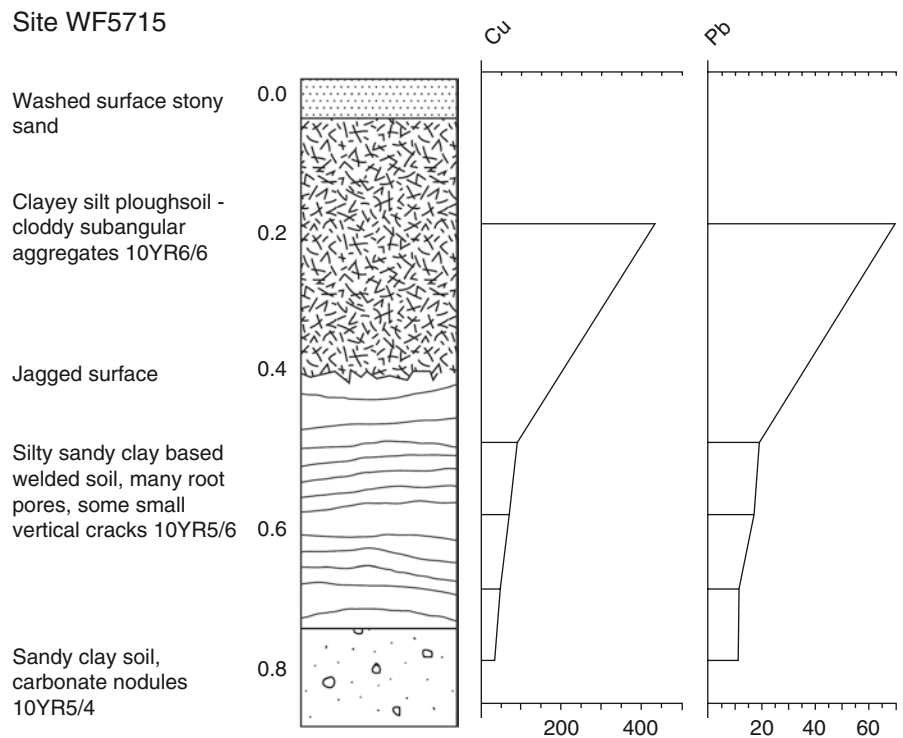 Site WF5715
Cu
Pb
Washed surface stony
sand
0.0
Clayey silt ploughsoil -
cloddy subangular
aggregates 10YR6/6
0.2
Jagged surface
0.4
Silty sandy clay based
welded soil, many root
pores, some small
vertical cracks 10YR5/6
0.6
Sandy clay soil,
carbonate nodules
10YR5/4
0.8
200 400
20 40 60